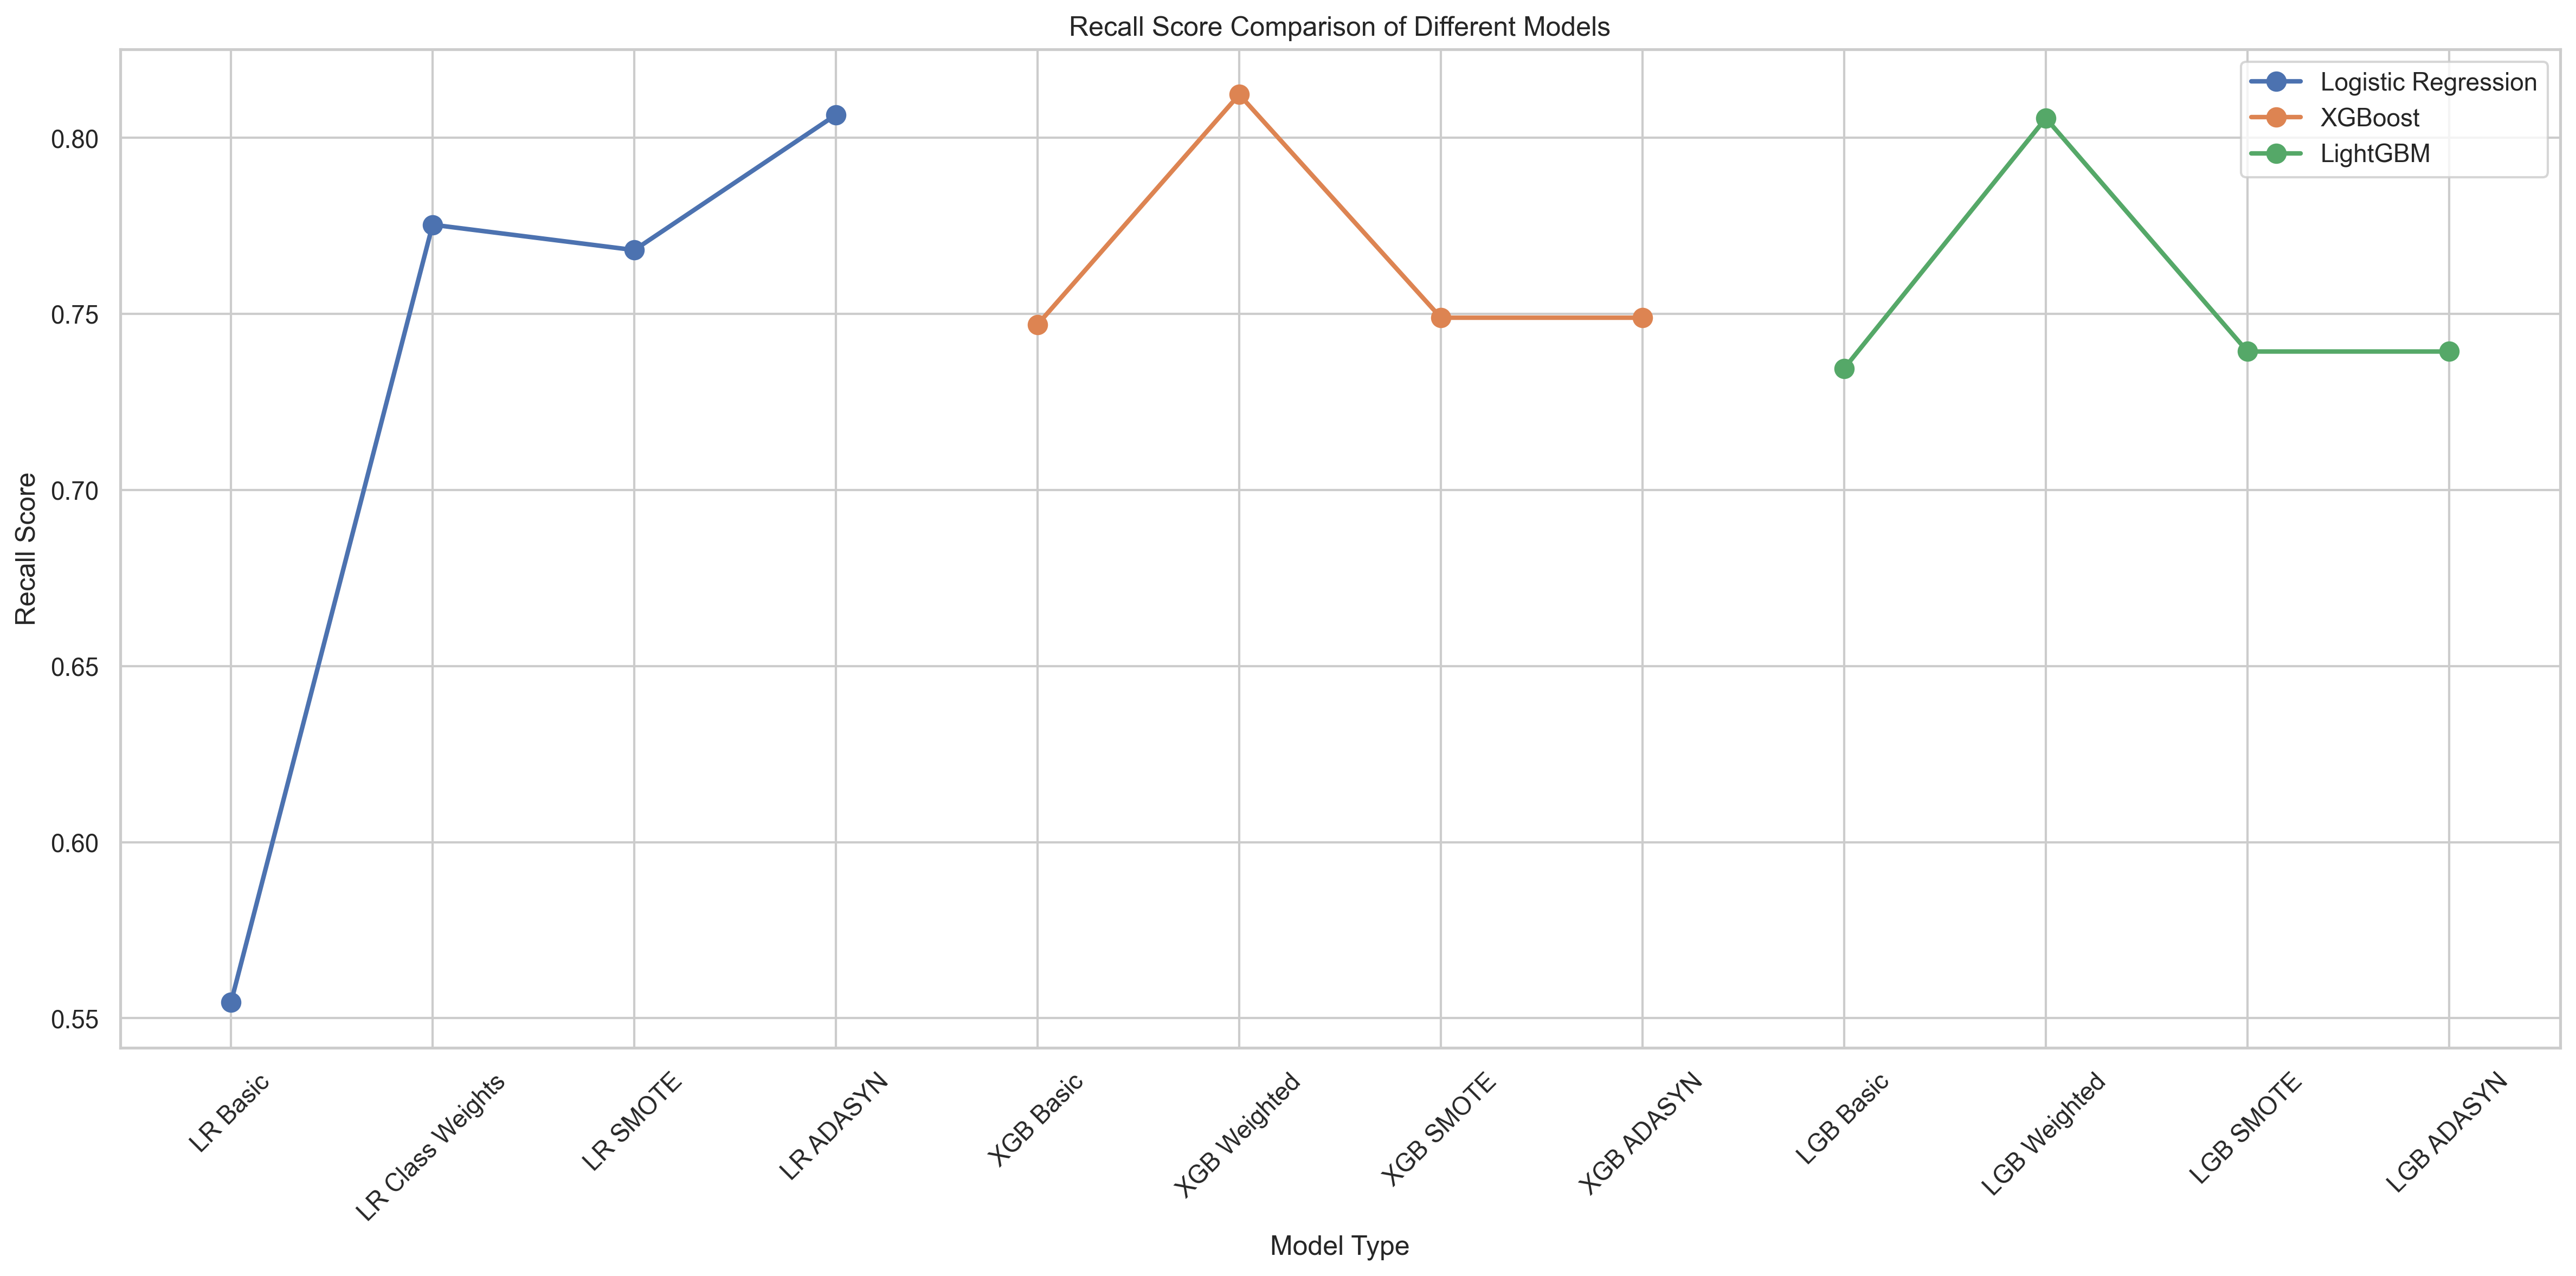 Recall Score Comparison of Different Models
Logistic Regression
XGBoost
LightGBM
Recall Score
0.80
0.75
0.70
0.65
0.60
0.55
LR Basic
LR Class Weights
LR SMOTE
LR ADASYN
XGB Basic
XGB Weighted
XGB SMOTE
XGB ADASYN
LGB Basic
LGB Weighted
LGB SMOTE
LGB ADASYN
Model Type